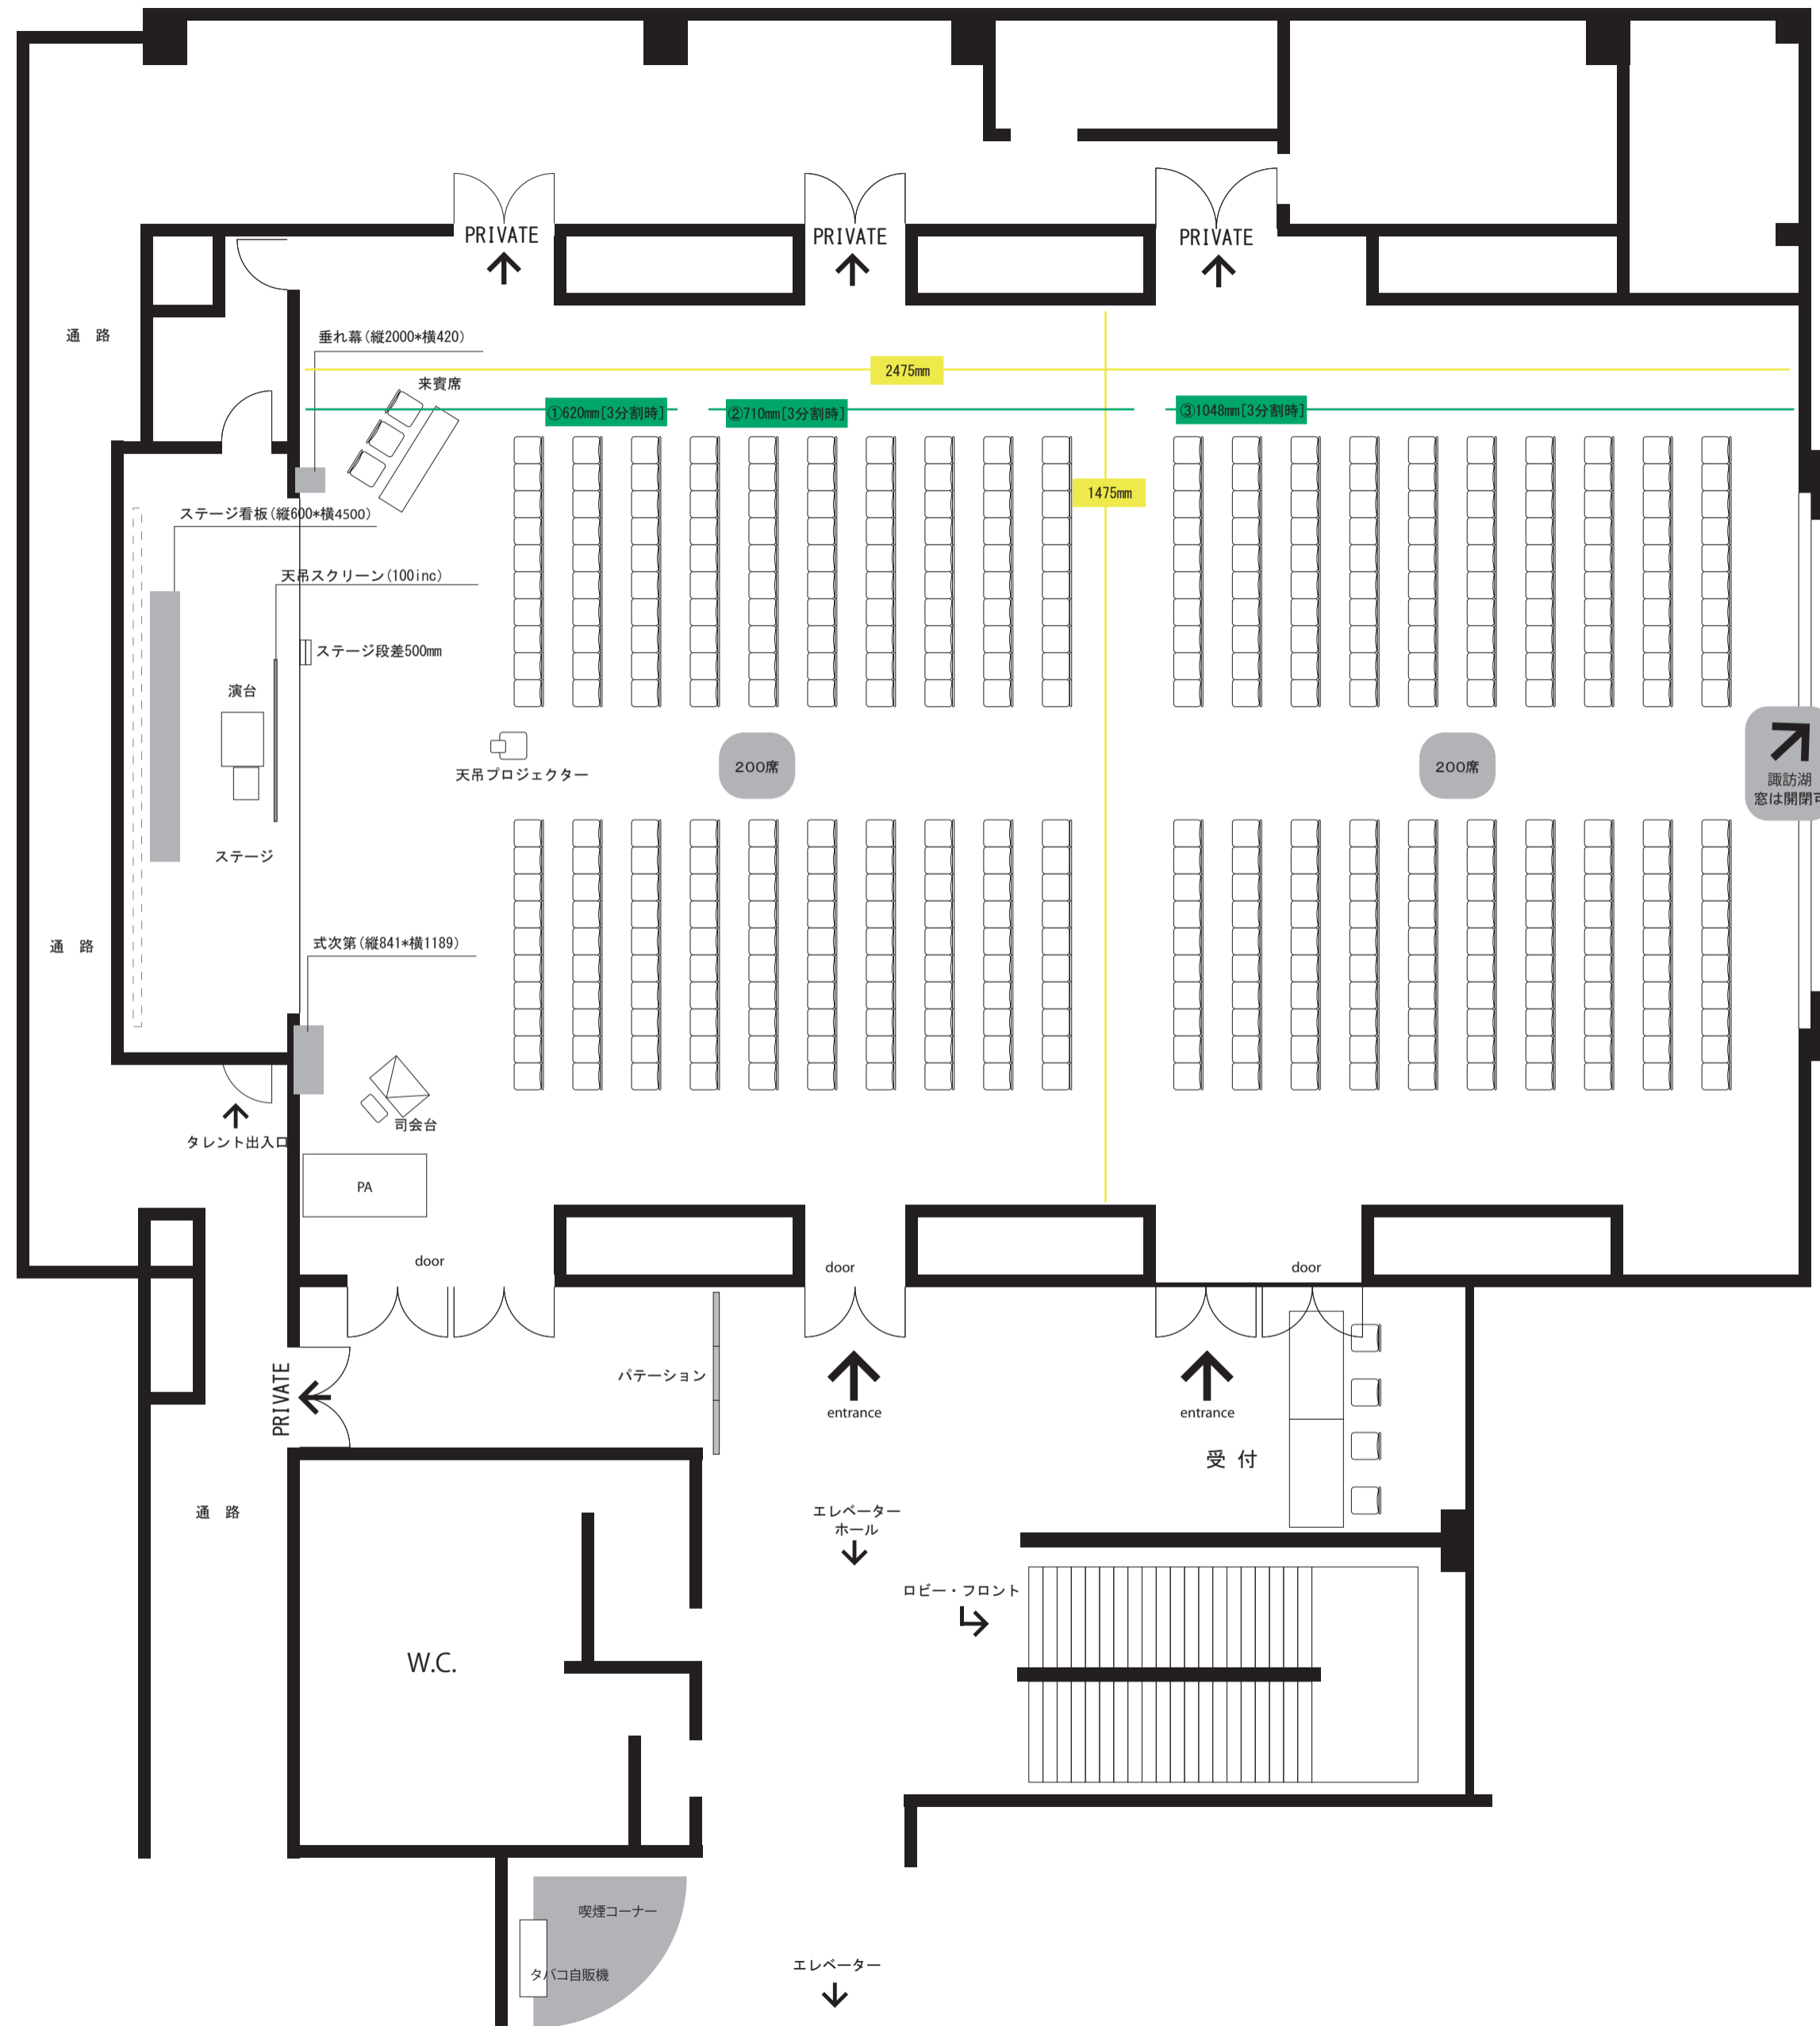 PRIVATE
PRIVATE
PRIVATE
通 路
垂れ幕(縦2000*横420)
2475mm
来賓席
①620mm[3分割時]
②710mm[3分割時]
③1048mm[3分割時]
1475mm
ステージ看板(縦600*横4500)
天吊スクリーン(100inc)
ステージ段差500mm
演台
天吊プロジェクター
200席
200席
諏訪湖
窓は開閉可
ステージ
通 路
式次第(縦841*横1189)
司会台
タレント出入口
PA
door
door
door
PRIVATE
パテーション
entrance
entrance
受 付
通 路
エレベーター
ホール
ロビー・フロント
W.C.
喫煙コーナー
タバコ自販機
エレベーター